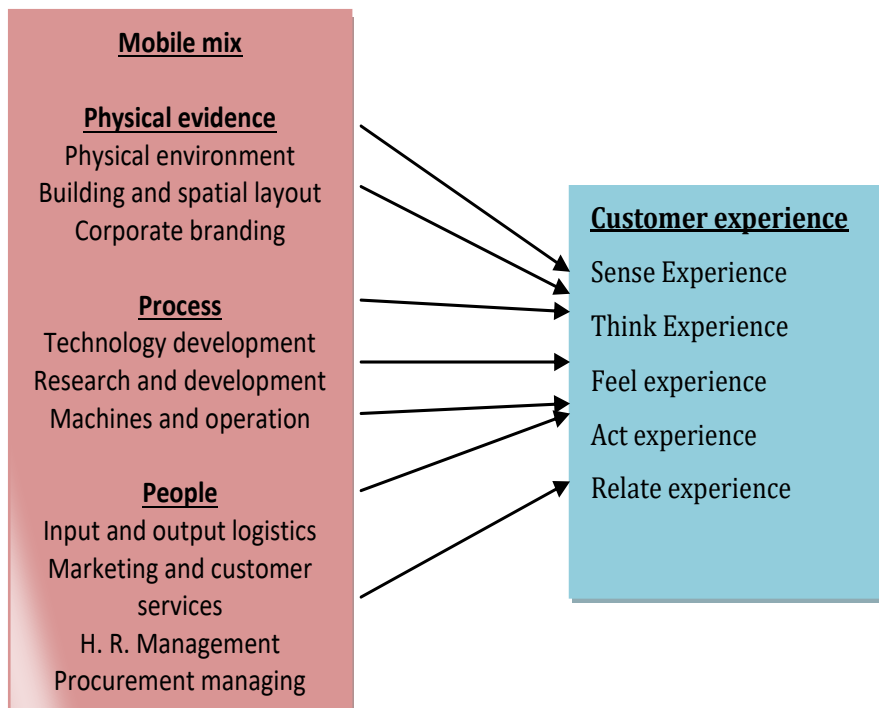 Mobile mix
Physical evidence
Physical environment
Building and spatial layout
Corporate branding
Process
Technology development
Research and development
Machines and operation
People
Input and output logistics
Marketing and customer
services
H. R. Management
Procurement managing
Customer experience
Sense Experience
Think Experience
Feel experience
Act experience
Relate experience